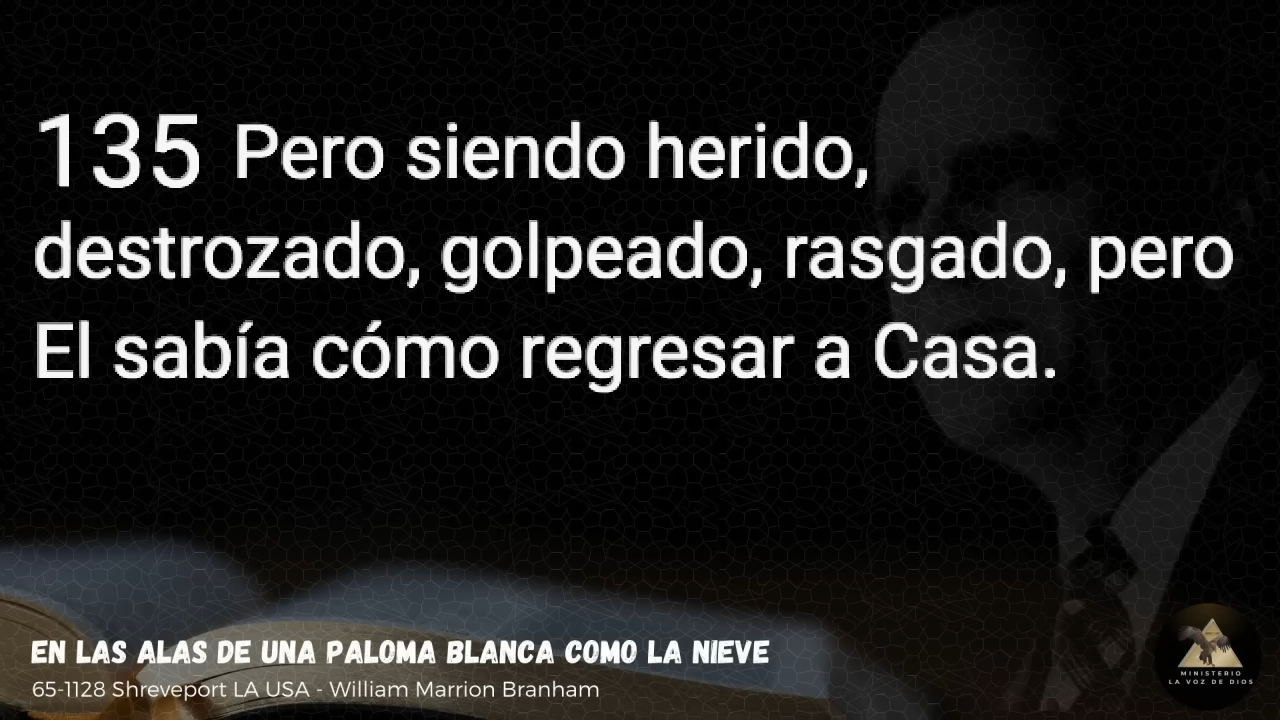 135 Pero siendo herido,
destrozado, golpeado, rasgado, pero
El sabía cómo regresar a Casa.
EN LAS ALAS DE UNA PALOMA BLANCA COMO LA NIEVE
65-1128 Shreveport LA USA - William Marrion Branham
MINISTERIO
LA VOZ DE DIOS